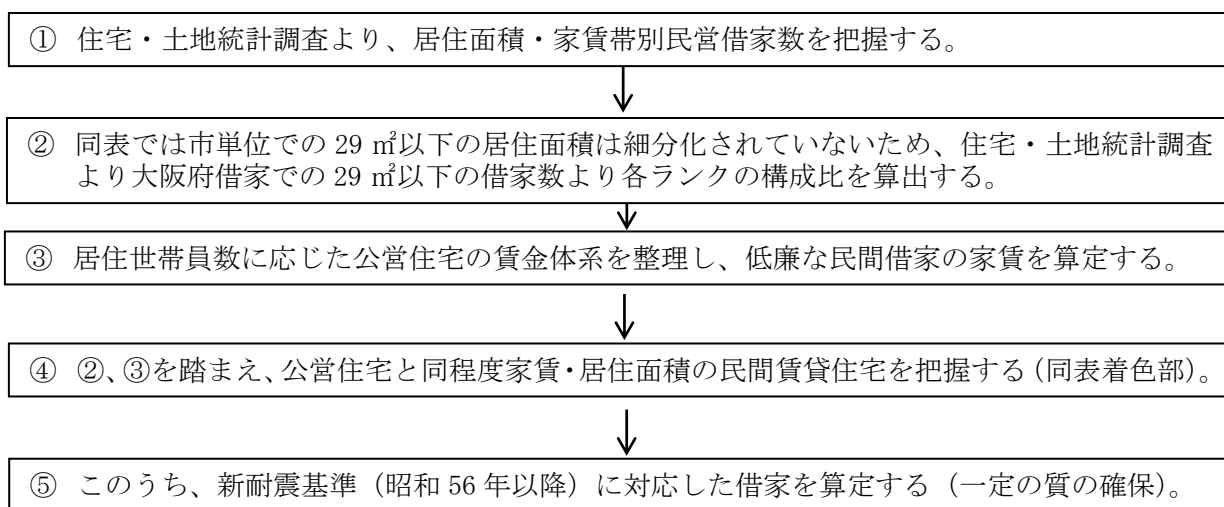 ① 住宅・土地統計調査より、居住面積・家賃帯別民営借家数を把握する。
② 同表では市単位での 29 ㎡以下の居住面積は細分化されていないため、住宅・土地統計調査
より大阪府借家での 29 ㎡以下の借家数より各ランクの構成比を算出する。
③ 居住世帯員数に応じた公営住宅の賃金体系を整理し、低廉な民間借家の家賃を算定する。
④ ②、③を踏まえ、公営住宅と同程度家賃・居住面積の民間賃貸住宅を把握する（同表着色部）。
⑤ このうち、新耐震基準（昭和 56 年以降）に対応した借家を算定する（一定の質の確保）。